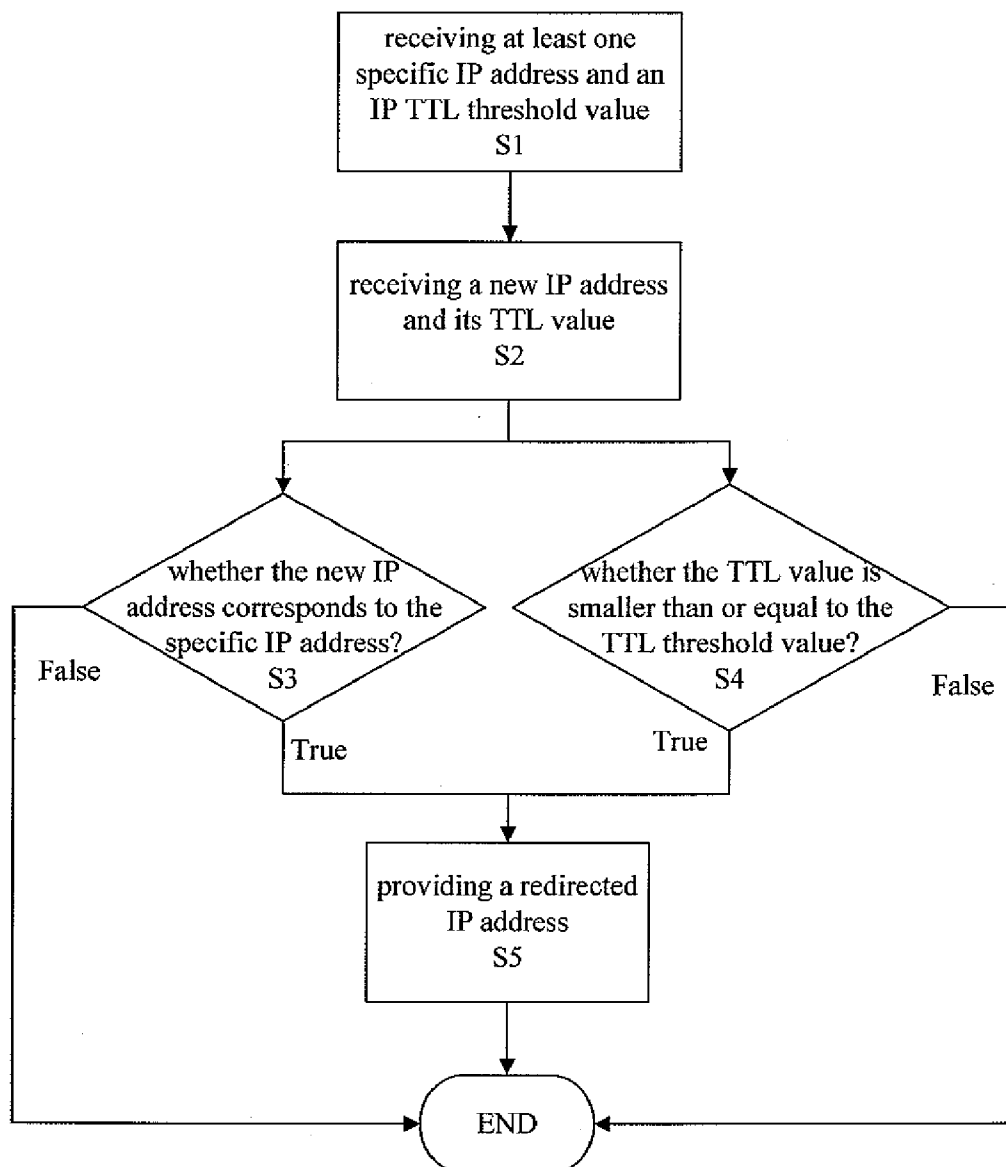 receiving at least one
specific IP address and an
IP TTL threshold value
S1
receiving a new IP address
and its TTL value
S2
whether the new IP
address corresponds to the
specific IP address?
S3
False
True
whether the TTL value is
smaller than or equal to the
TTL threshold value?
S4
False
True
providing a redirected
IP address
S5
END